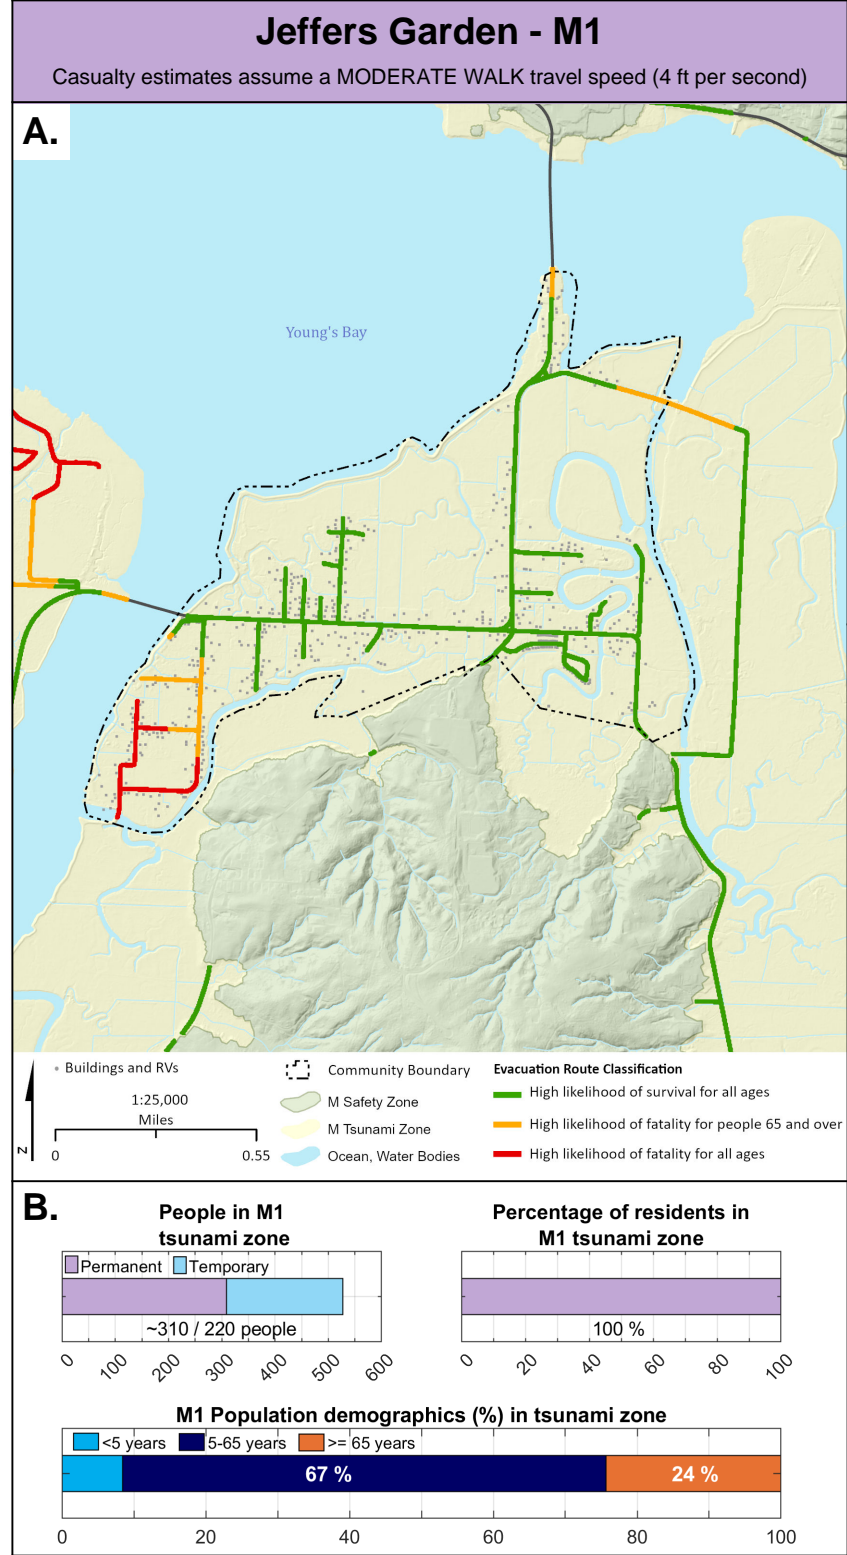 Jeffers Garden - M1
Casualty estimates assume a MODERATE WALK travel speed (4 ft per second)
A.
Young's Bay
Buildings and RVs
1:25,000
Miles
0 0.55
Z
Community Boundary
M Safety Zone
M Tsunami Zone
Ocean, Water Bodies
Evacuation Route Classification
High likelihood of survival for all ages
High likelihood of fatality for people 65 and over
High likelihood of fatality for all ages
B.
People in M1
tsunami zone
Permanent Temporary
~310 / 220 people
0 100 200 300 400 500 600
Percentage of residents in
M1 tsunami zone
100 %
0 20 40 60 80 100
M1 Population demographics (%) in tsunami zone
<5 years 5-65 years >= 65 years
67 % 24 %
0 20 40 60 80 100